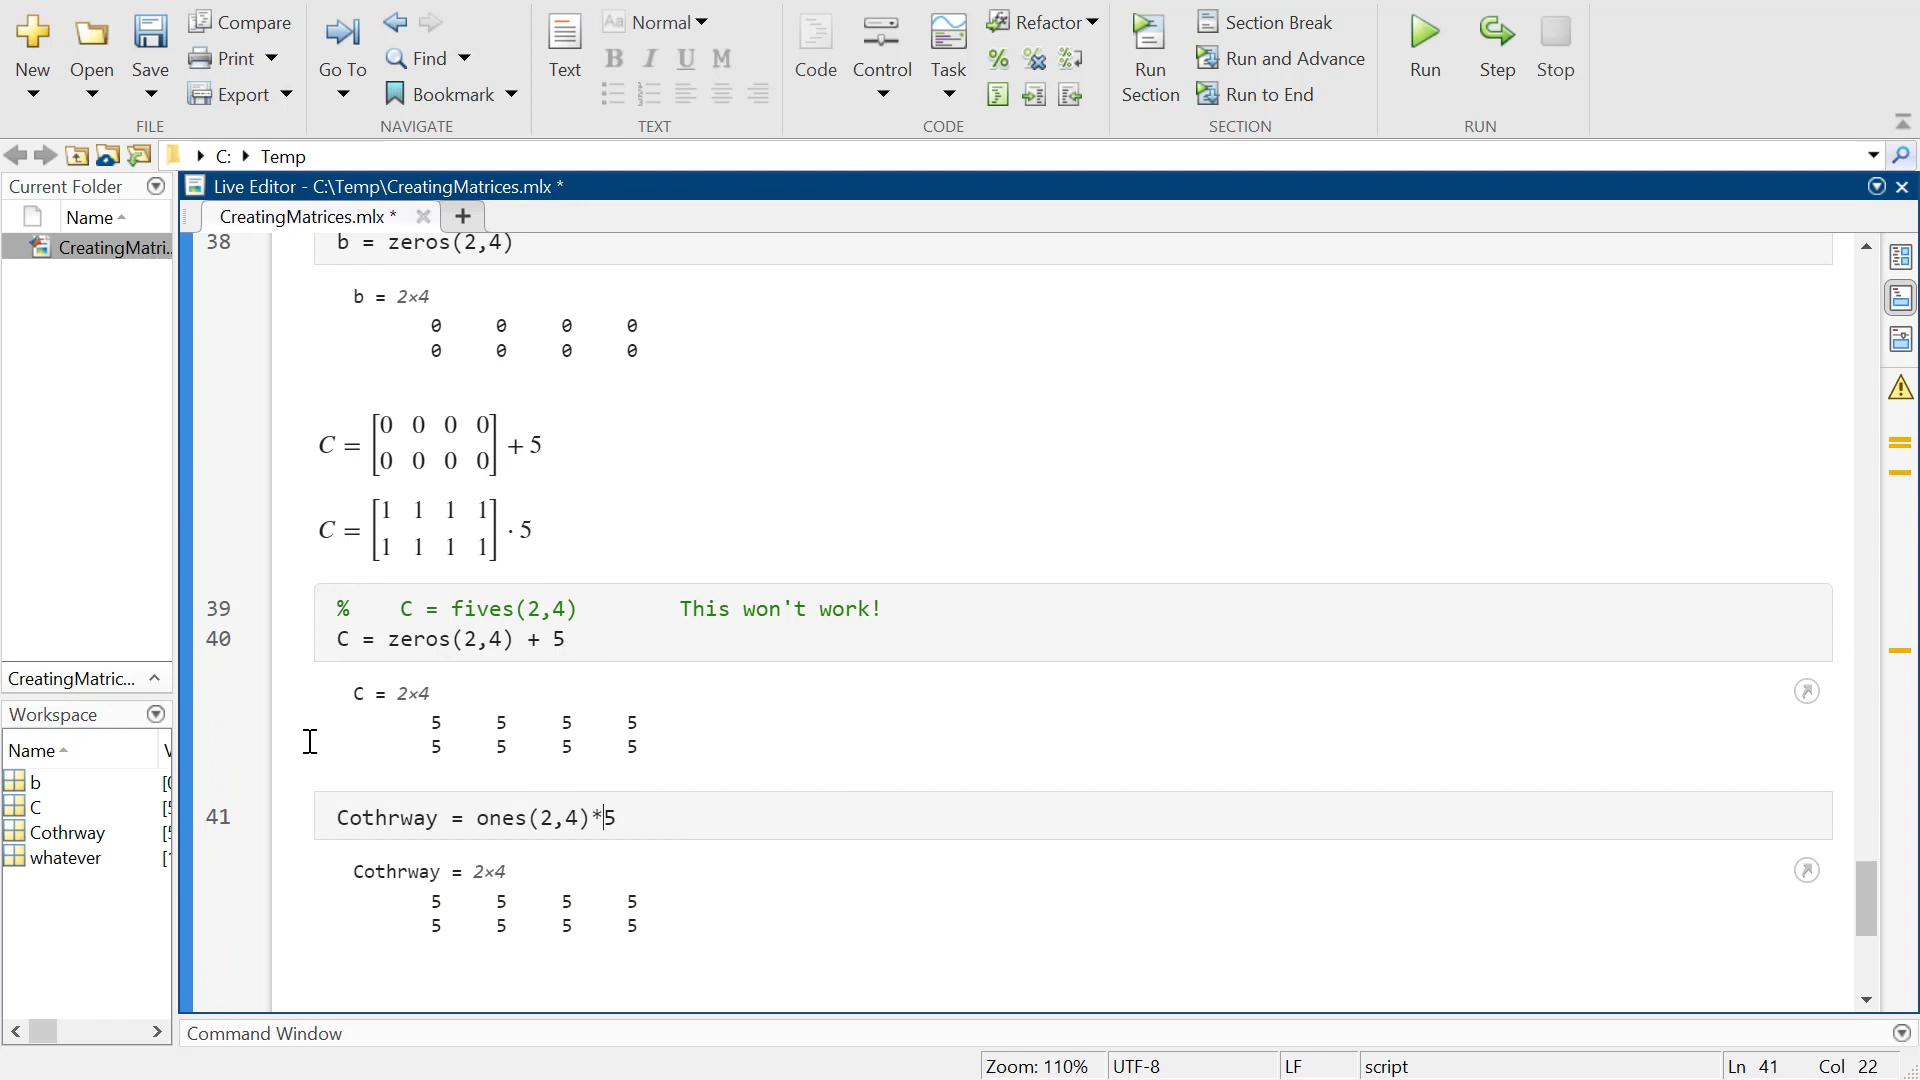 New
Open
Save
Compare
Print
Export
FILE
Go To
Find
Bookmark
NAVIGATE
Text
Aa Normal
B I U M
TEXT
Code
Control
Task
Refactor
CODE
Run
Section
Section Break
Run and Advance
Run to End
SECTION
Run
Step
Stop
RUN
C:
Temp
Current Folder
Name
CreatingMatri...
CreatingMatric...
Workspace
Name
V
b
C
Cothrway
whatever
Live Editor - C:\Temp\CreatingMatrices.mlx *
CreatingMatrices.mlx *
38 b = zeros(2,4)
b = 2×4
0 0 0 0
0 0 0 0
C = [0 0 0 0
0 0 0 0] + 5
C = [1 1 1 1
1 1 1 1] · 5
39 % C = fives(2,4) This won't work!
40 C = zeros(2,4) + 5
C = 2×4
5 5 5 5
5 5 5 5
41 Cothrway = ones(2,4)*5
Cothrway = 2×4
5 5 5 5
5 5 5 5
Command Window
Zoom: 110%
UTF-8
LF
script
Ln 41 Col 22